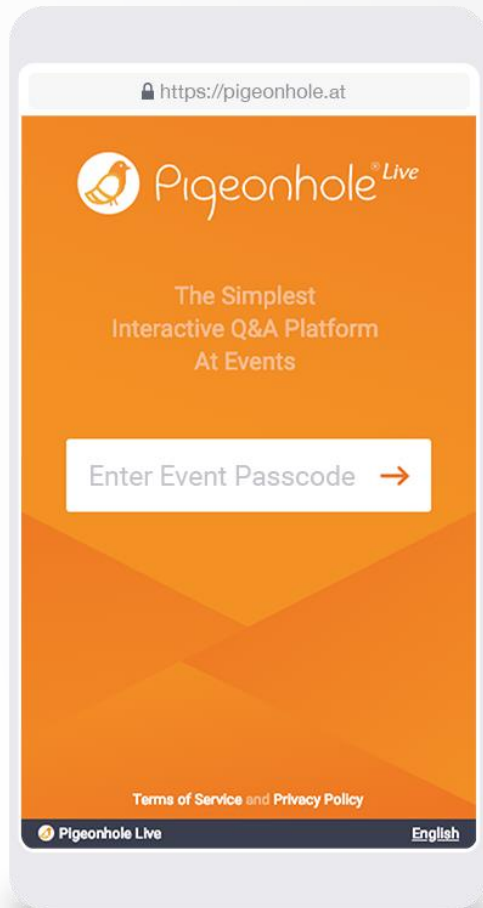 https://pigeonhole.at
Pigeonhole® Live
The Simplest
Interactive Q&A Platform
At Events
Enter Event Passcode →
Terms of Service and Privacy Policy
Pigeonhole Live English